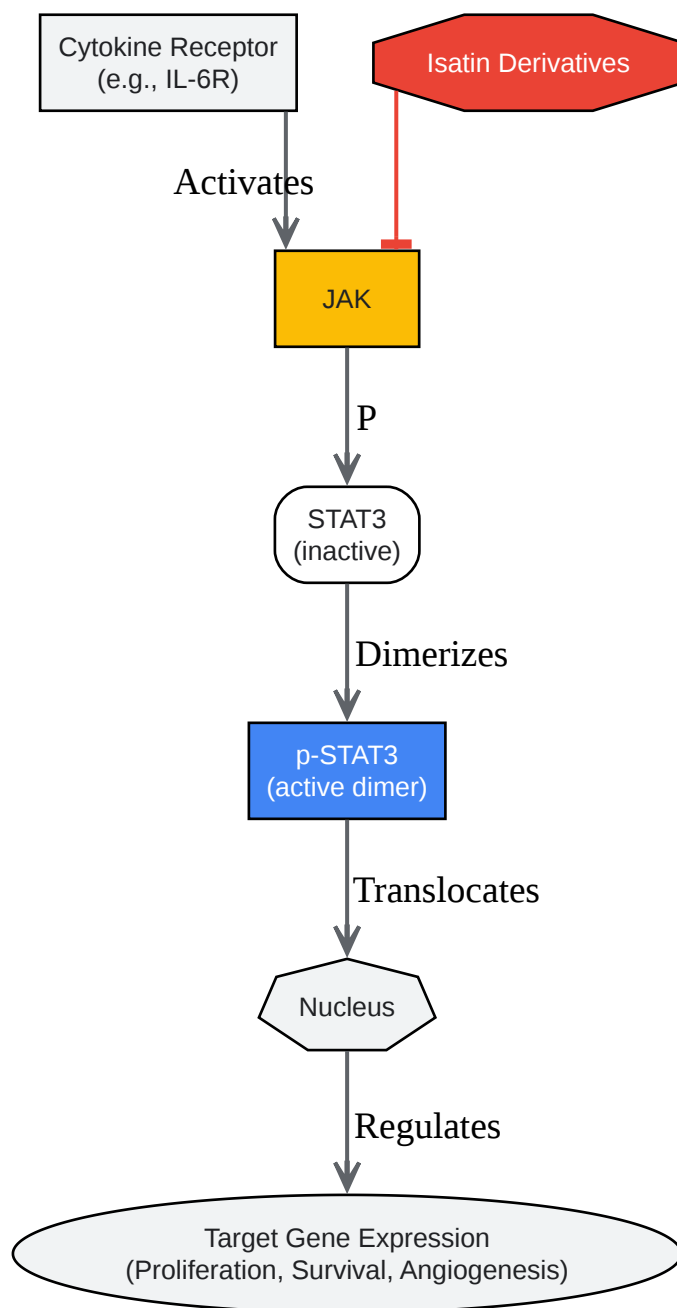 Cytokine Receptor
(e.g., IL-6R)
Isatin Derivatives
Activates
JAK
P
STAT3
(inactive)
Dimerizes
p-STAT3
(active dimer)
Translocates
Nucleus
Regulates
Target Gene Expression
(Proliferation, Survival, Angiogenesis)